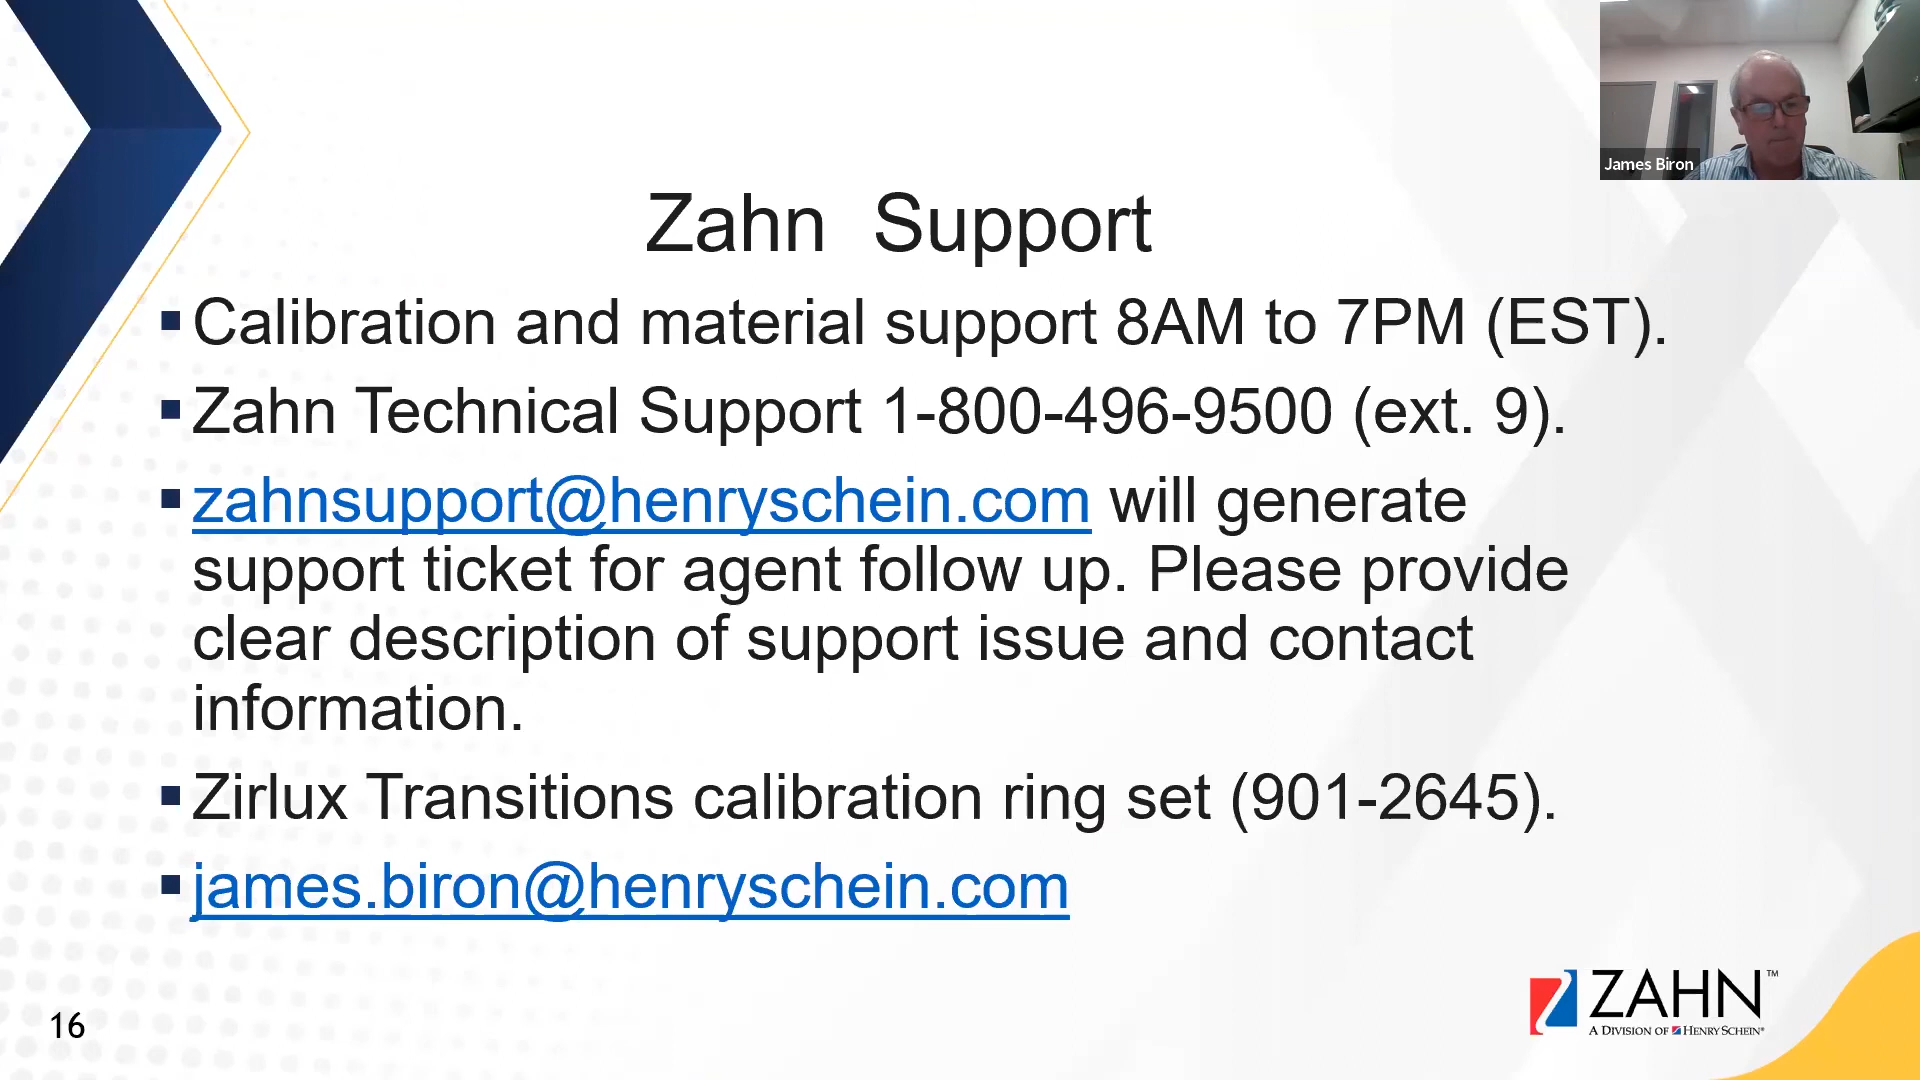 James Biron
Zahn  Support
▪Calibration and material support 8AM to 7PM (EST).
▪Zahn Technical Support 1-800-496-9500 (ext. 9).
▪zahnsupport@henryschein.com will generate
support ticket for agent follow up. Please provide
clear description of support issue and contact
information.
▪Zirlux Transitions calibration ring set (901-2645).
▪james.biron@henryschein.com
ZAHN™
A DIVISION OF HENRY SCHEIN®
16